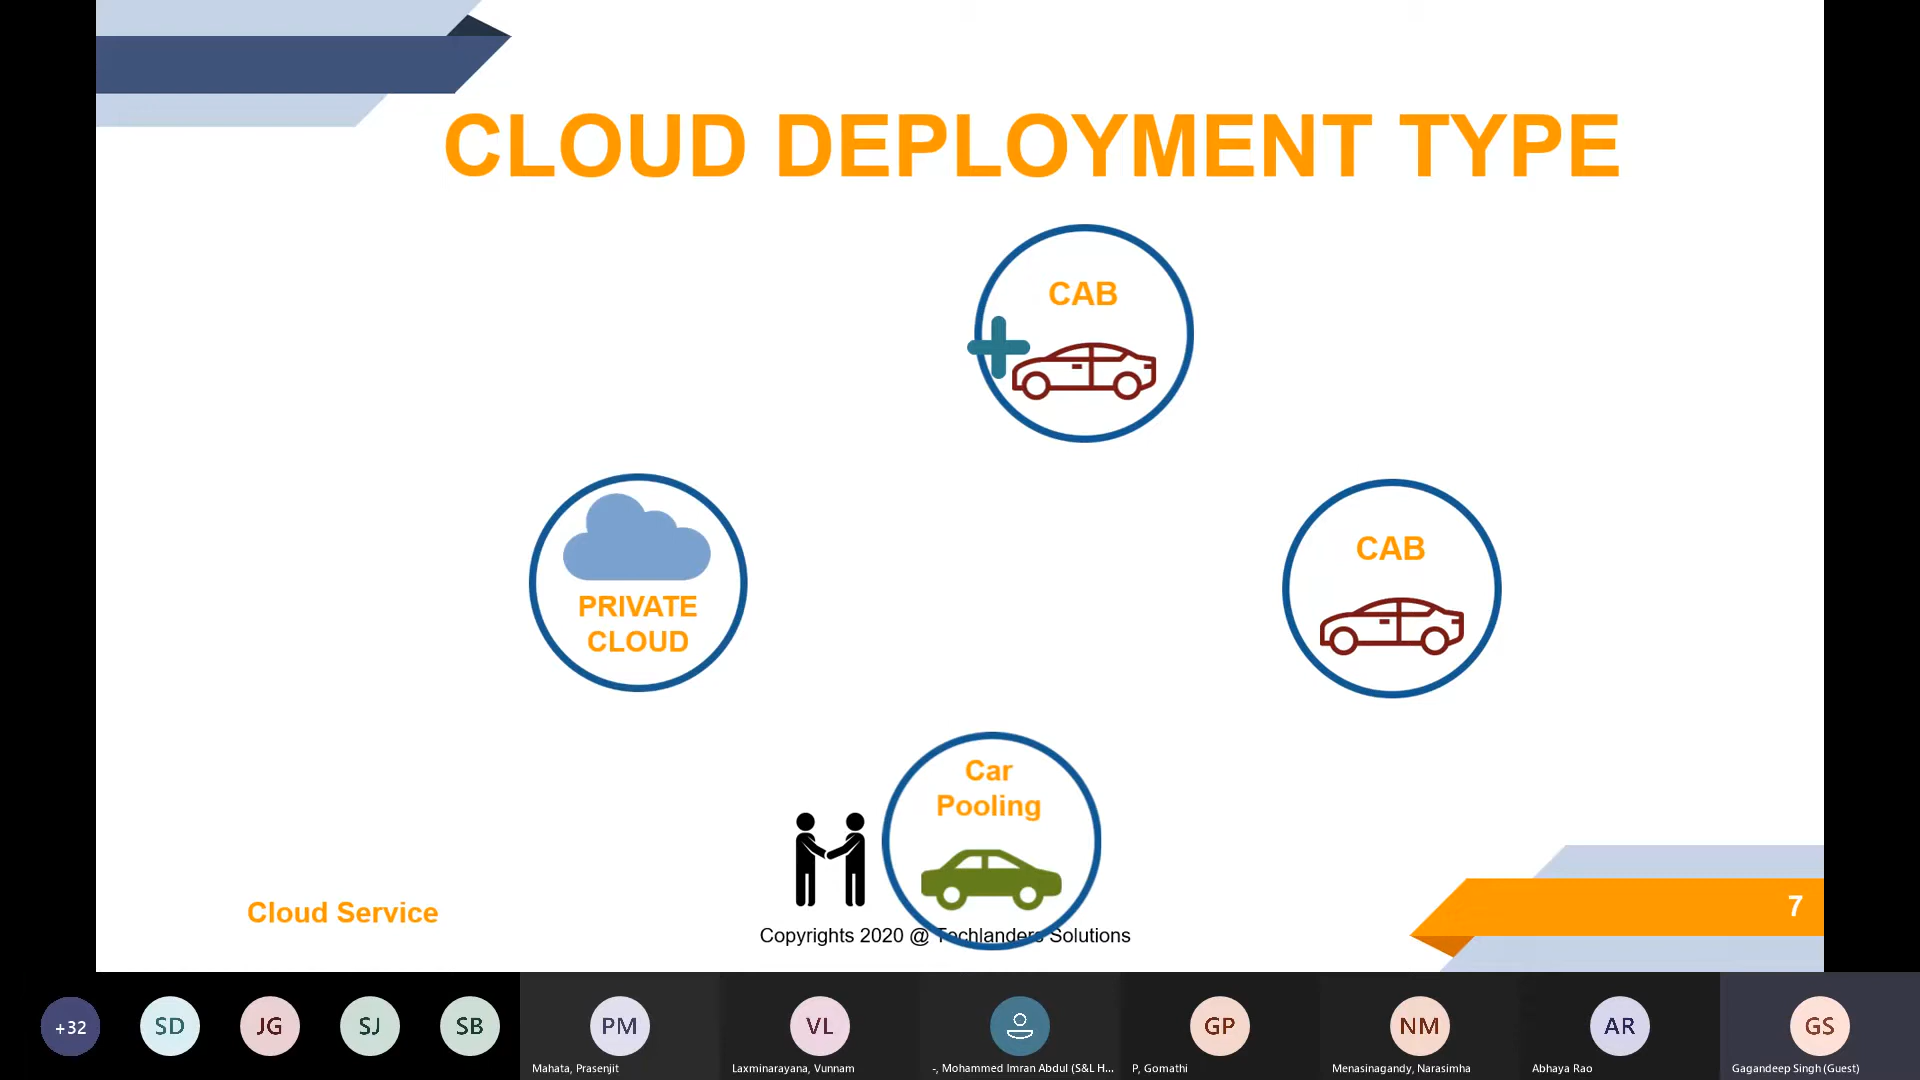 CLOUD DEPLOYMENT TYPE
CAB
PRIVATE
CLOUD
CAB
Car
Pooling
Cloud Service
7
Copyrights 2020 @ Techlanders Solutions
+32
SD
JG
SJ
SB
PM
VL
GP
NM
AR
GS
Mahata, Prasenjit
Laxminarayana, Vunnam
-, Mohammed Imran Abdul (S&L H...
P, Gomathi
Menasinagandy, Narasimha
Abhaya Rao
Gagandeep Singh (Guest)